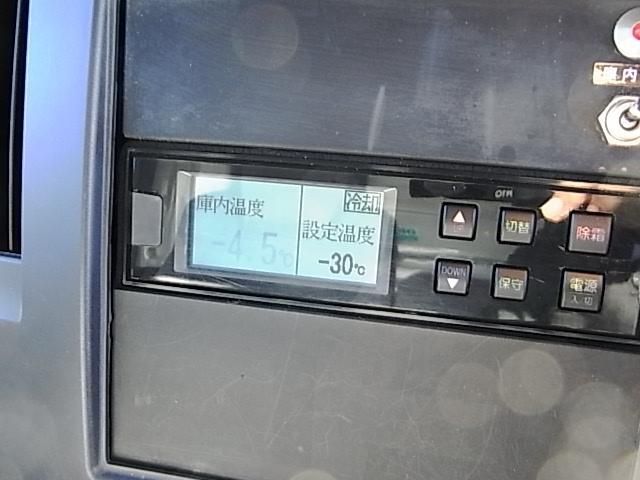 庫内
庫内温度
-4.5℃
冷却
設定温度
-30℃
▲
UP
切替
除霜
DOWN
▼
保守
電源
入 切